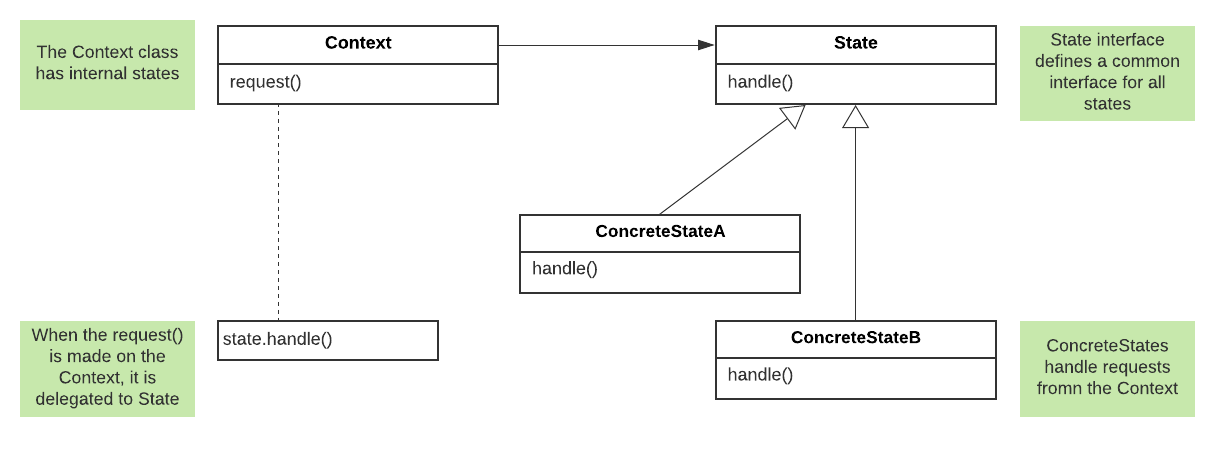 The Context class
has internal states
Context
request()
State
handle()
State interface
defines a common
interface for all
states
ConcreteStateA
handle()
When the request()
is made on the
Context, it is
delegated to State
state.handle()
ConcreteStateB
handle()
ConcreteStates
handle requests
fromn the Context